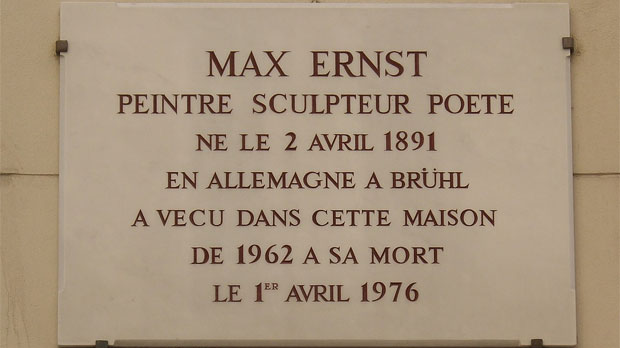 MAX ERNST
PEINTRE SCULPTEUR POETE
NE LE 2 AVRIL 1891
EN ALLEMAGNE A BRÜHL
A VECU DANS CETTE MAISON
DE 1962 A SA MORT
LE 1ER AVRIL 1976